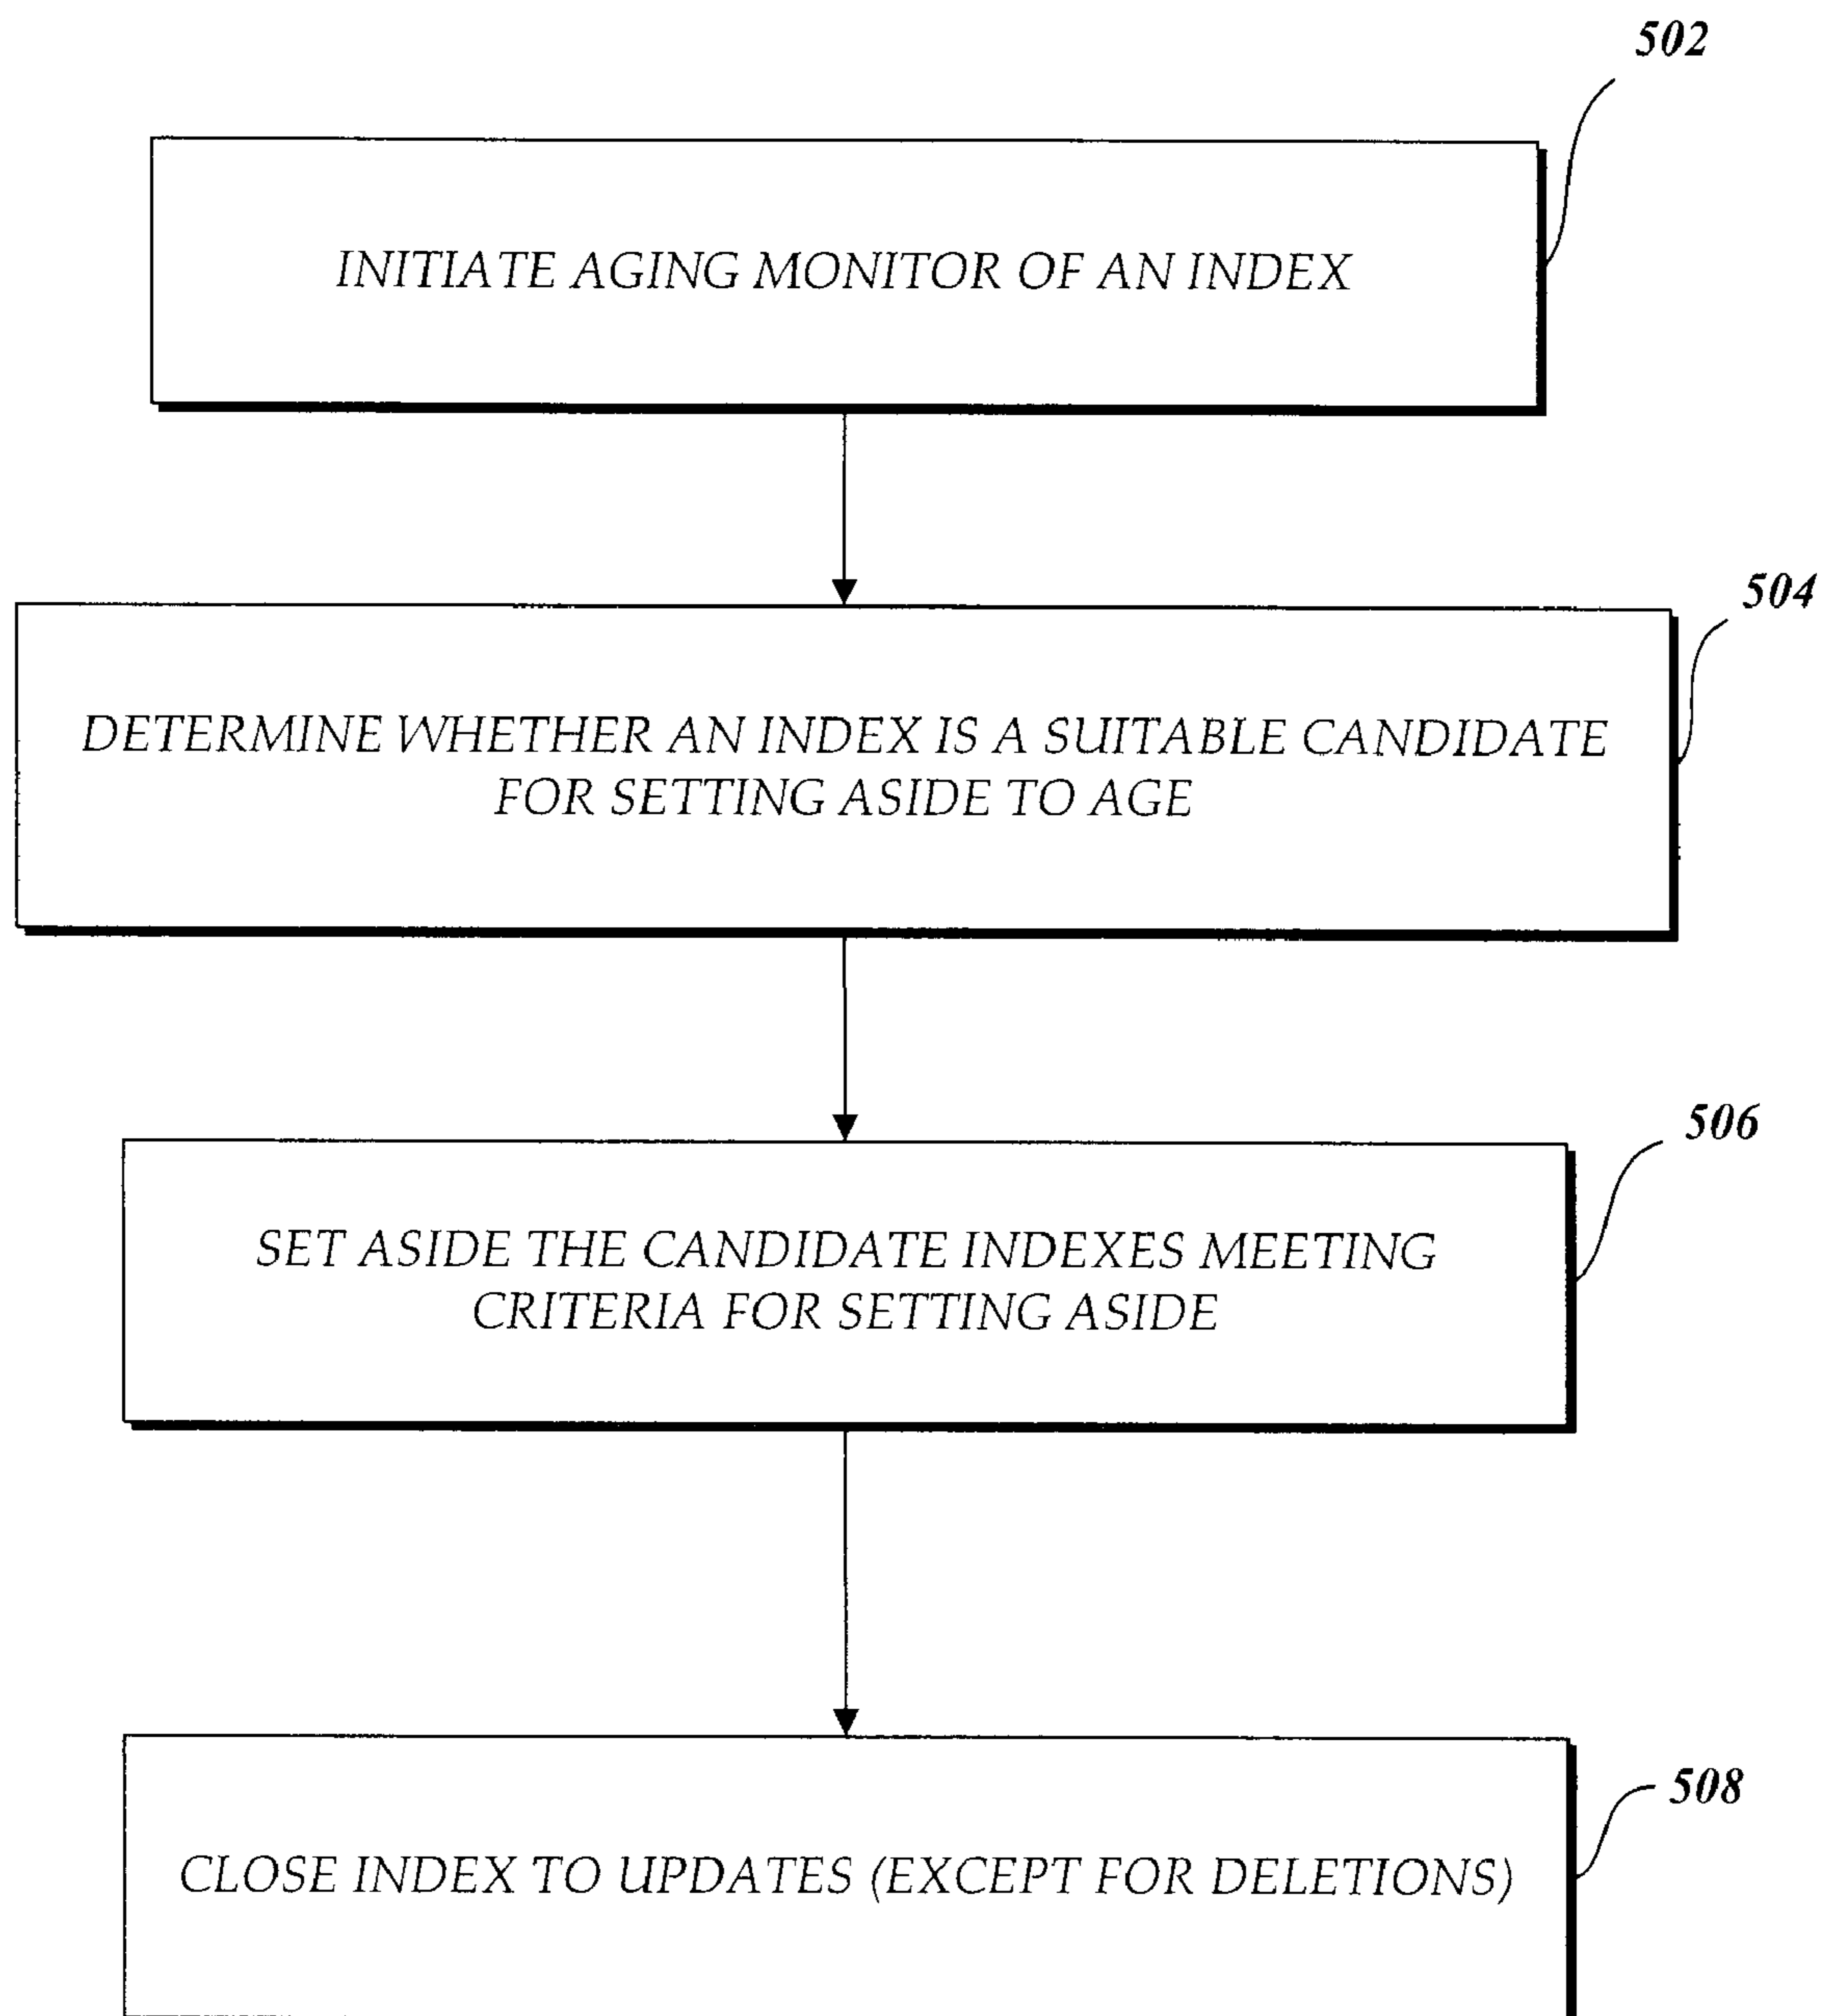 502
INITIATE AGING MONITOR OF AN INDEX
504
DETERMINE WHETHER AN INDEX IS A SUITABLE CANDIDATE
FOR SETTING ASIDE TO AGE
506
SET ASIDE THE CANDIDATE INDEXES MEETING
CRITERIA FOR SETTING ASIDE
508
CLOSE INDEX TO UPDATES (EXCEPT FOR DELETIONS)